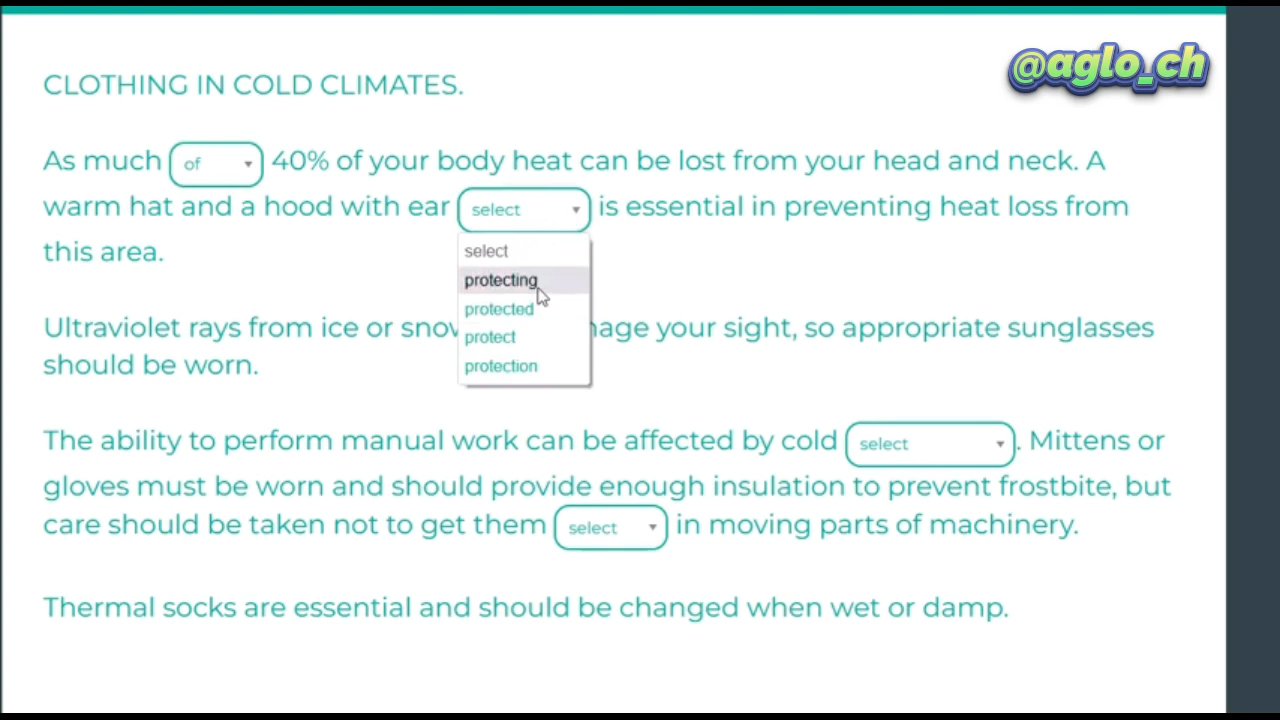 @aglo_ch
CLOTHING IN COLD CLIMATES.
As much of 40% of your body heat can be lost from your head and neck. A
warm hat and a hood with ear select is essential in preventing heat loss from
this area.
select
protecting
protected
protect
protection
Ultraviolet rays from ice or your sight, so appropriate sunglasses
should be worn.
The ability to perform manual work can be affected by cold select . Mittens or
gloves must be worn and should provide enough insulation to prevent frostbite, but
care should be taken not to get them select in moving parts of machinery.
Thermal socks are essential and should be changed when wet or damp.